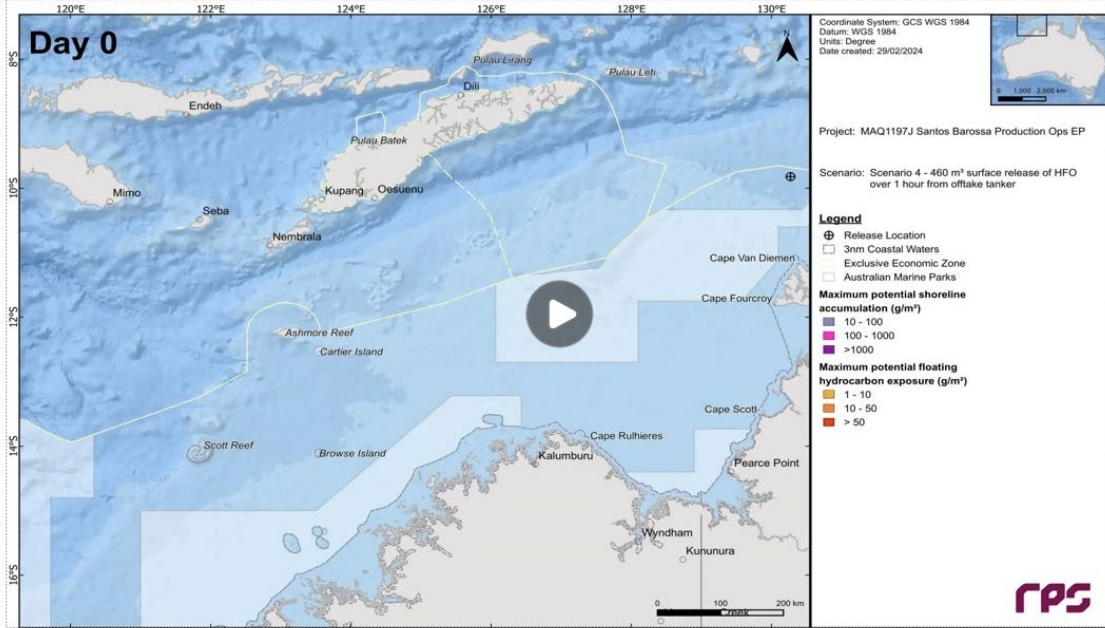 120°E
122°E
124°E
126°E
128°E
130°E
Day 0
8°S
10°S
12°S
14°S
16°S
N
Pulau Lirang
Pulau Leti
Dili
Endeh
Pulau Batek
Kupang
Oesuenu
Mimo
Seba
Nembrala
Cape Van Diemen
Cape Fourcroy
Ashmore Reef
Cartier Island
Cape Scott
Scott Reef
Browse Island
Cape Rulhieres
Kalumburu
Pearce Point
Wyndham
Kununura
0 100 200 km
Creek
Coordinate System: GCS WGS 1984
Datum: WGS 1984
Units: Degree
Date created: 29/02/2024
0 1,000 2,000 km
Project: MAQ1197J Santos Barossa Production Ops EP
Scenario: Scenario 4 - 460 m³ surface release of HFO
over 1 hour from offtake tanker
Legend
Release Location
3nm Coastal Waters
Exclusive Economic Zone
Australian Marine Parks
Maximum potential shoreline
accumulation (g/m²)
10 - 100
100 - 1000
>1000
Maximum potential floating
hydrocarbon exposure (g/m²)
1 - 10
10 - 50
> 50
rps